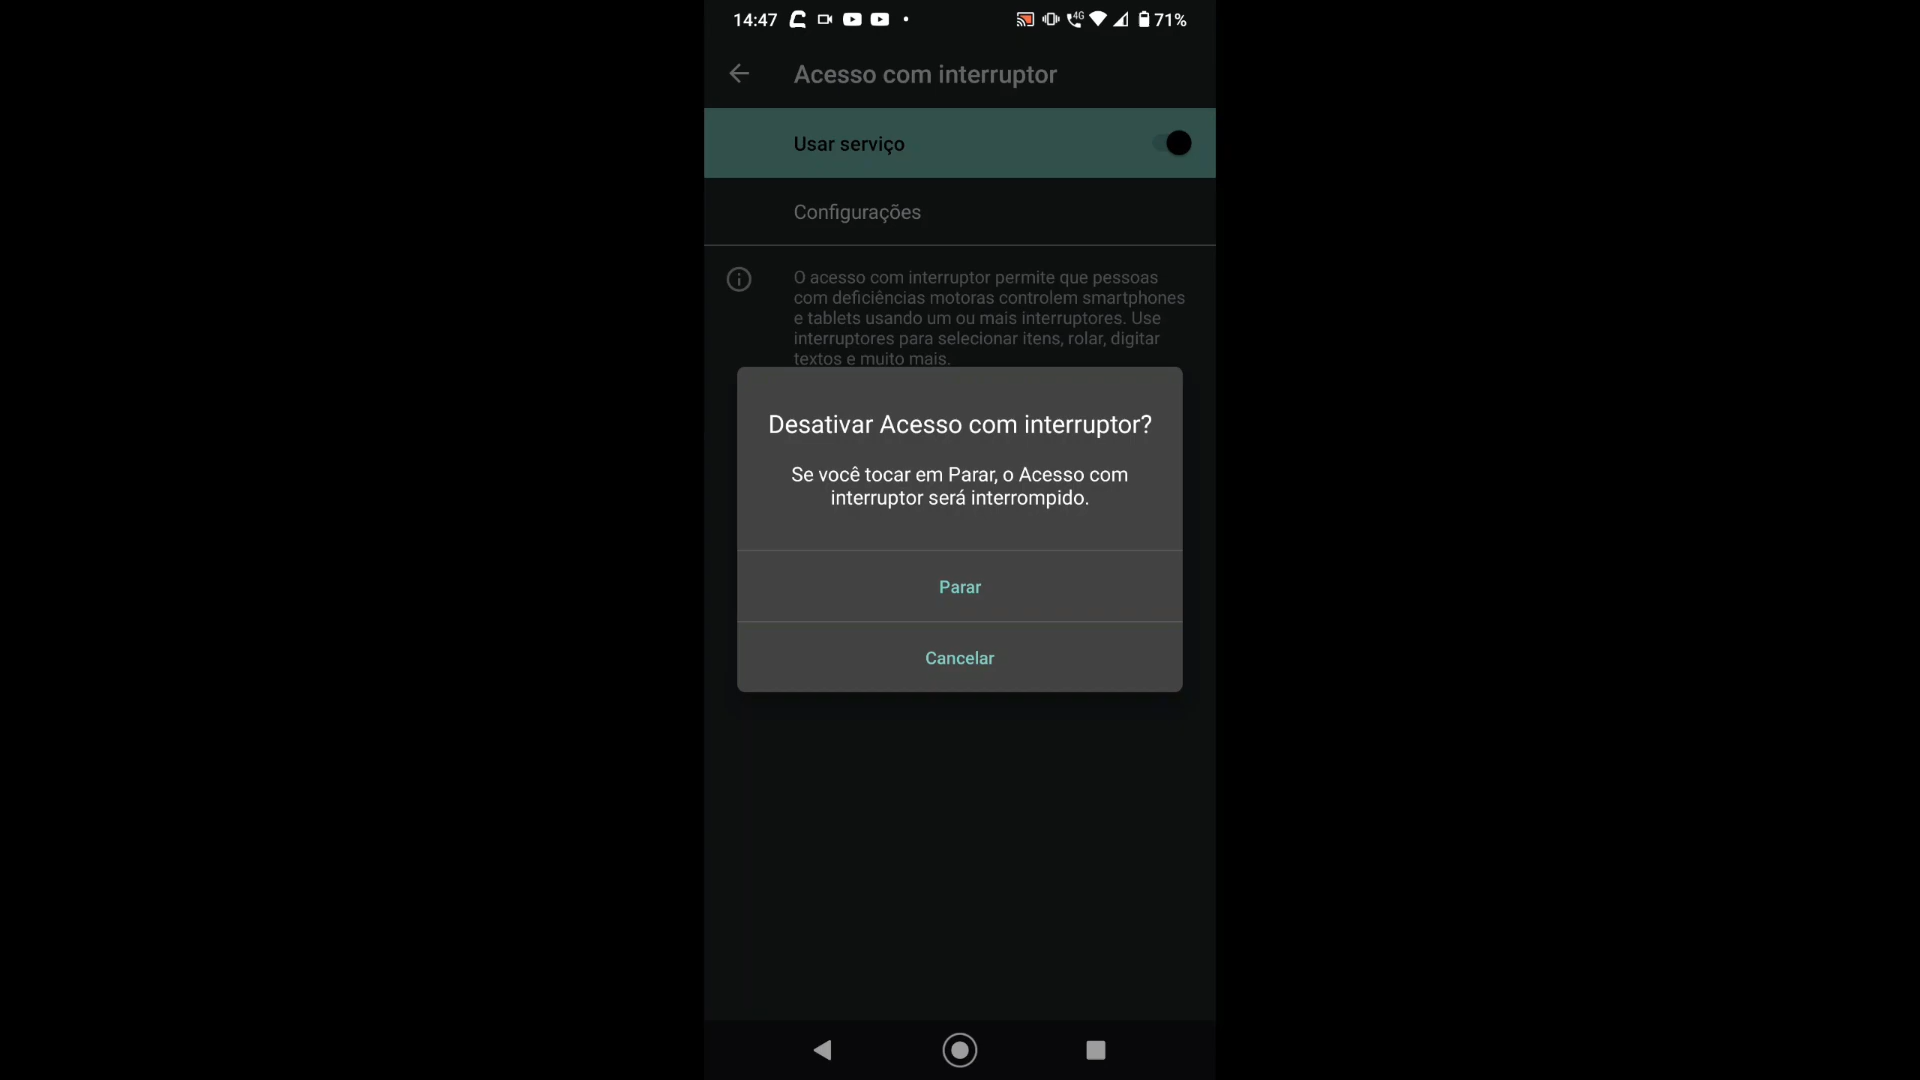 14:47
4G
71%
Acesso com interruptor
Usar serviço
Configurações
O acesso com interruptor permite que pessoas
com deficiências motoras controlem smartphones
e tablets usando um ou mais interruptores. Use
interruptores para selecionar itens, rolar, digitar
textos e muito mais.
Desativar Acesso com interruptor?
Se você tocar em Parar, o Acesso com
interruptor será interrompido.
Parar
Cancelar